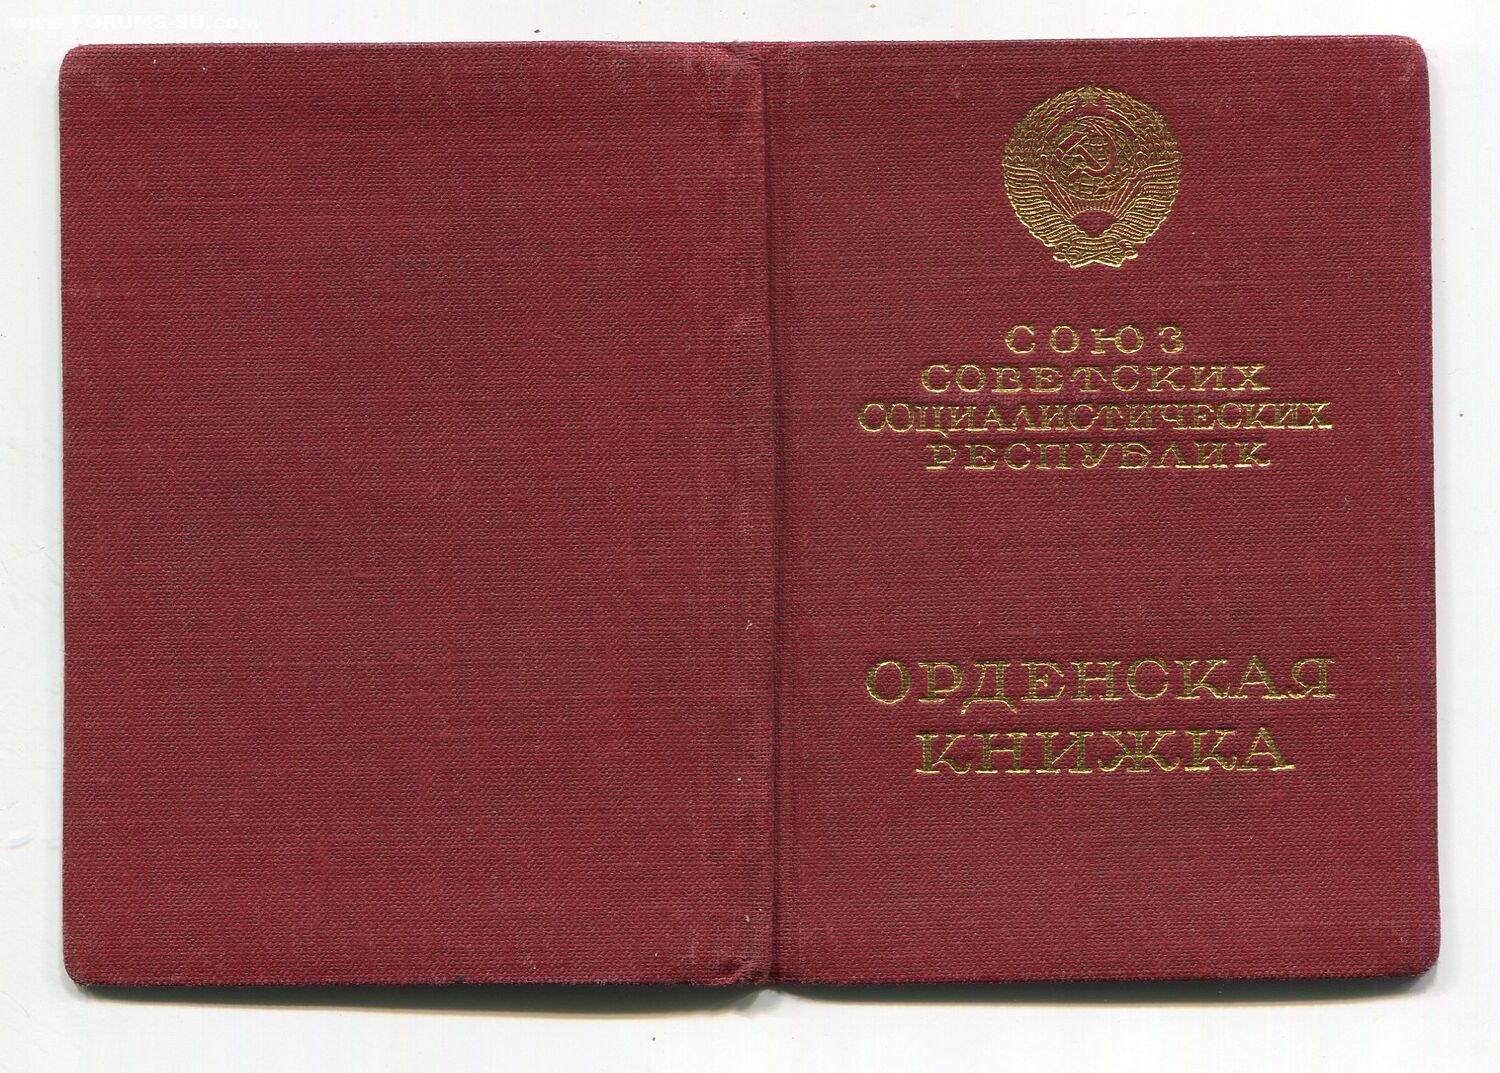 www.FORUMS-SU.com
СОЮЗ
СОВЕТСКИХ
СОЦИАЛИСТИЧЕСКИХ
РЕСПУБЛИК
ОРДЕНСКАЯ
КНИЖКА